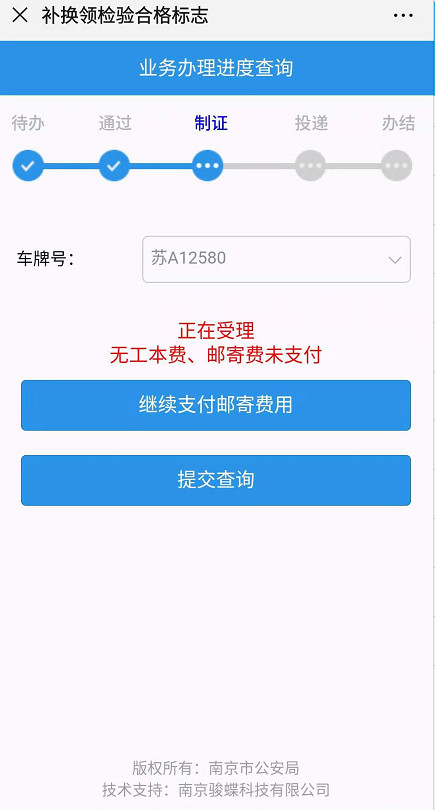 补换领检验合格标志
业务办理进度查询
待办 通过 制证 投递 办结
车牌号： 苏A12580
正在受理
无工本费、邮寄费未支付
继续支付邮寄费用
提交查询
版权所有：南京市公安局
技术支持：南京骏蝶科技有限公司